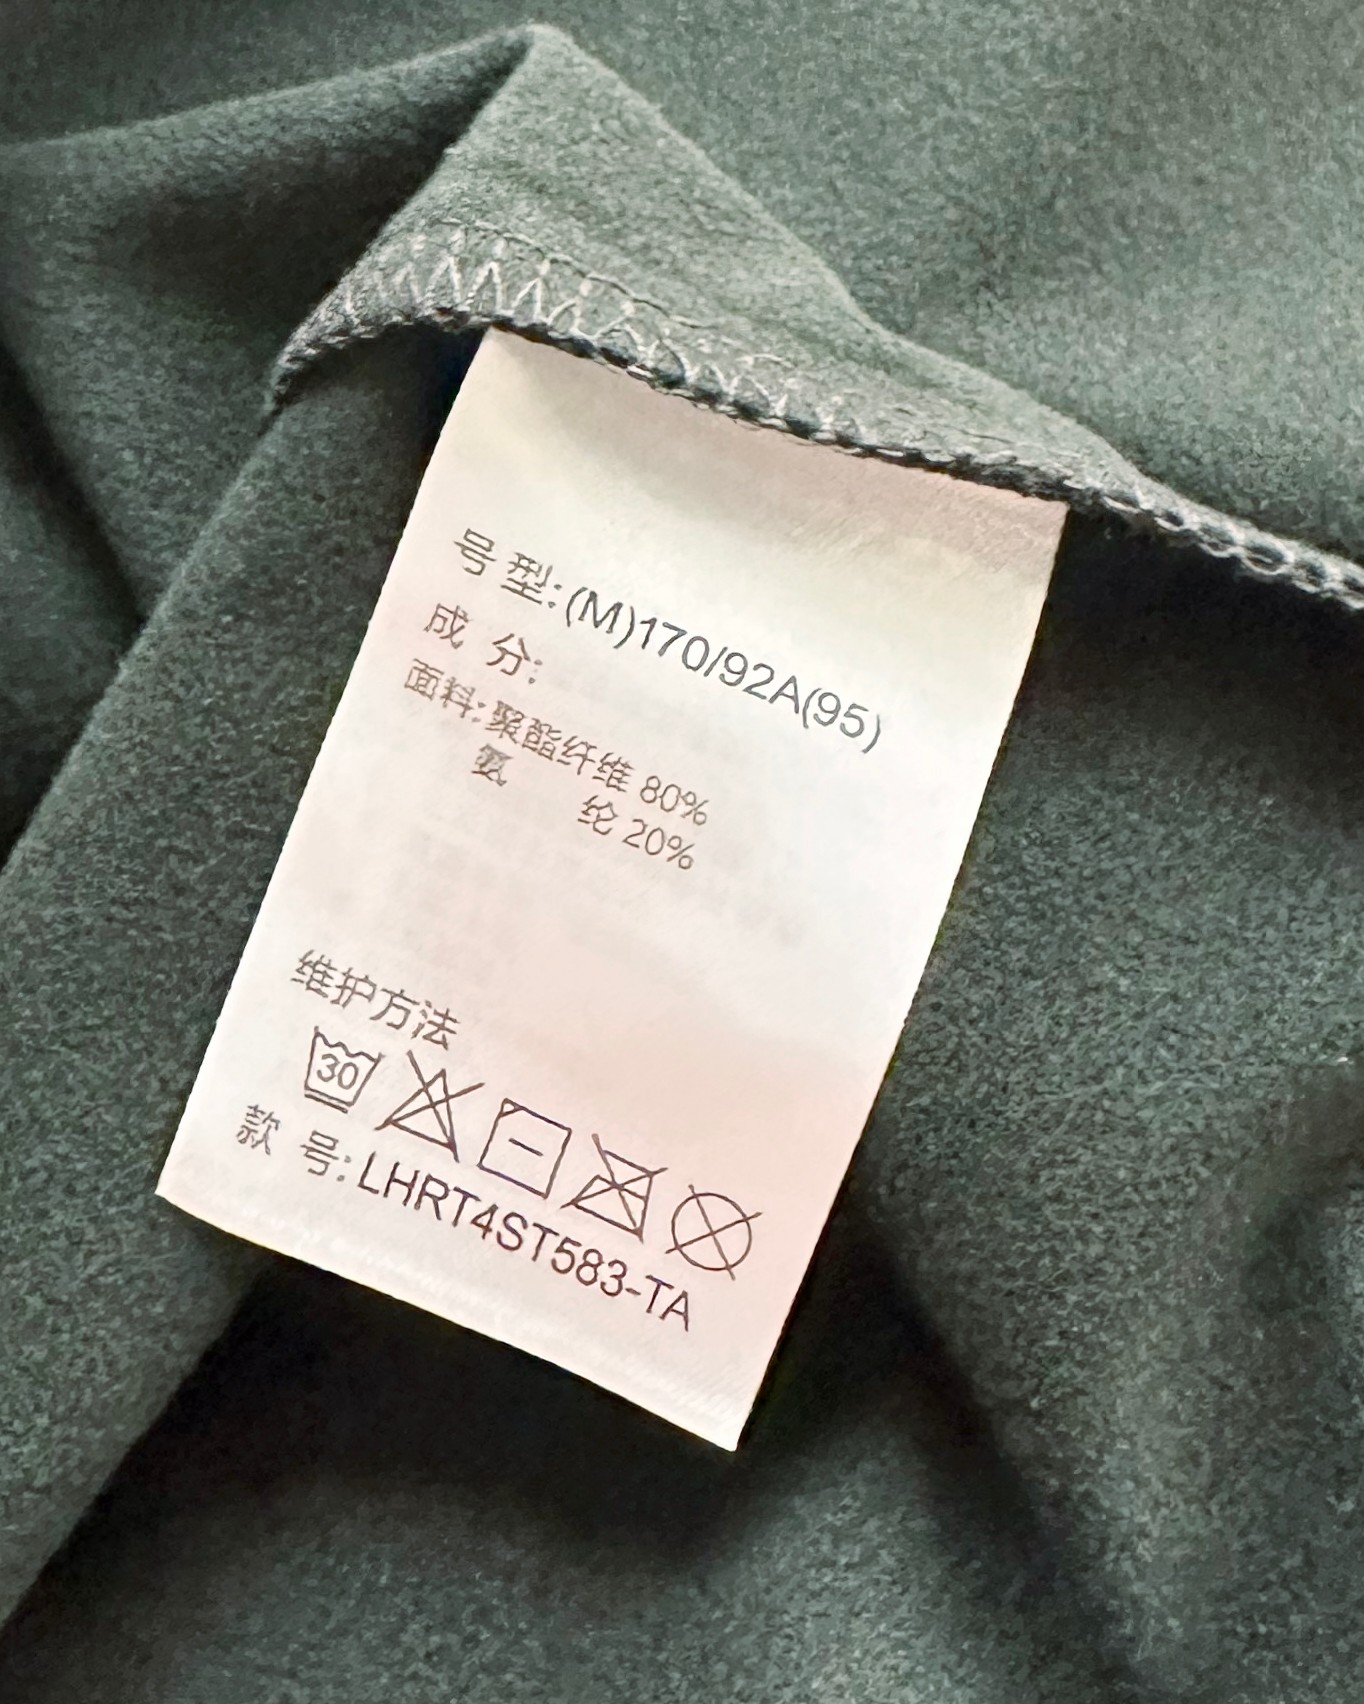 号型:(M)170/92A(95)
成分:
面料:聚酯纤维 80%
氨纶 20%
维护方法
30
款号:LHRT4ST583-TA